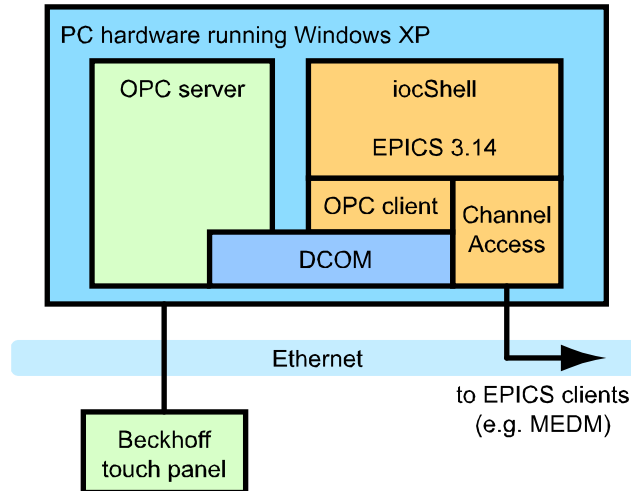 PC hardware running Windows XP
OPC server
iocShell
EPICS 3.14
OPC client
Channel
Access
DCOM
Ethernet
to EPICS clients
(e.g. MEDM)
Beckhoff
touch panel